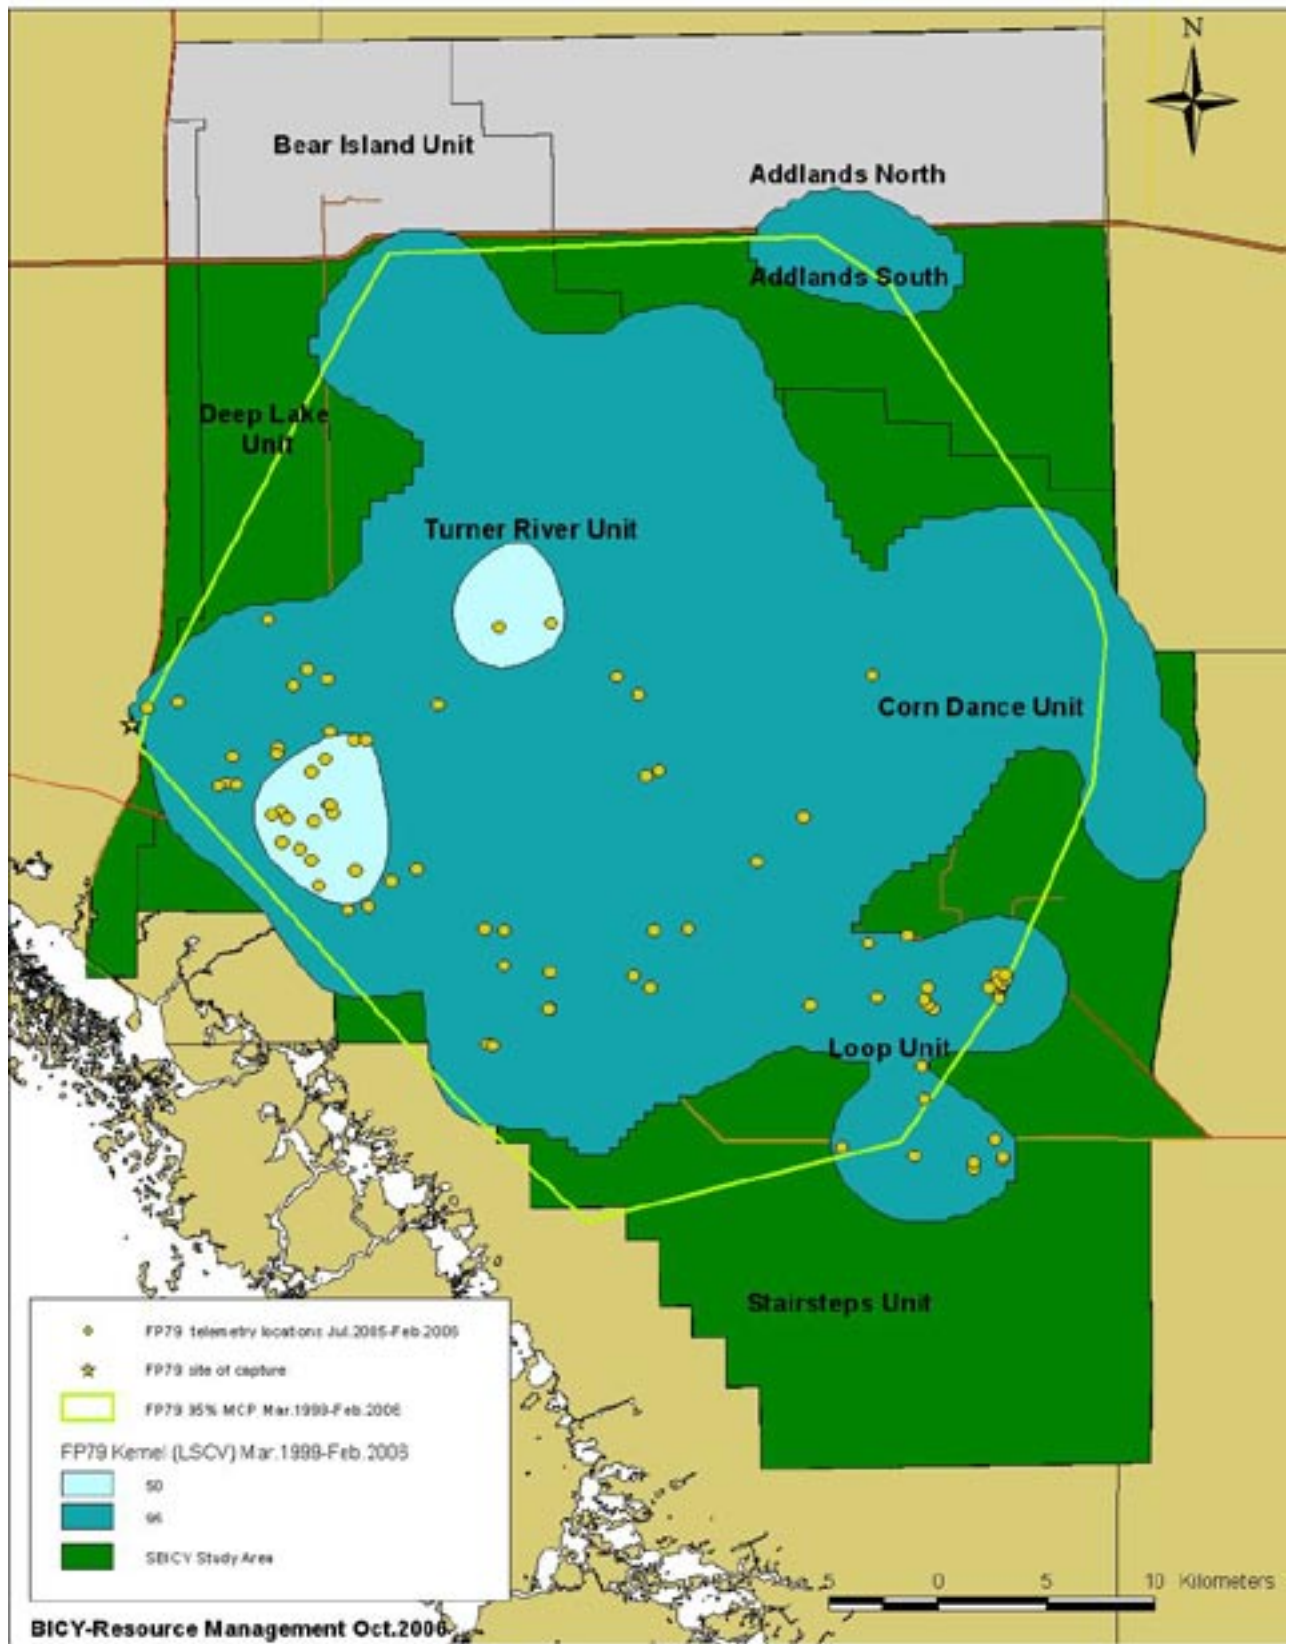 N
Bear Island Unit
Addlands North
Addlands South
Deep Lake
Unit
Turner River Unit
Corn Dance Unit
Loop Unit
Stairsteps Unit
FP79 telemetry locations Jul.2005-Feb.2006
FP79 site of capture
FP79 95% MCP Mar.1999-Feb.2006
FP79 Kernel (LSCV) Mar.1999-Feb.2006
50
95
SBICY Study Area
5 0 5 10 Kilometers
BICY-Resource Management Oct.2006